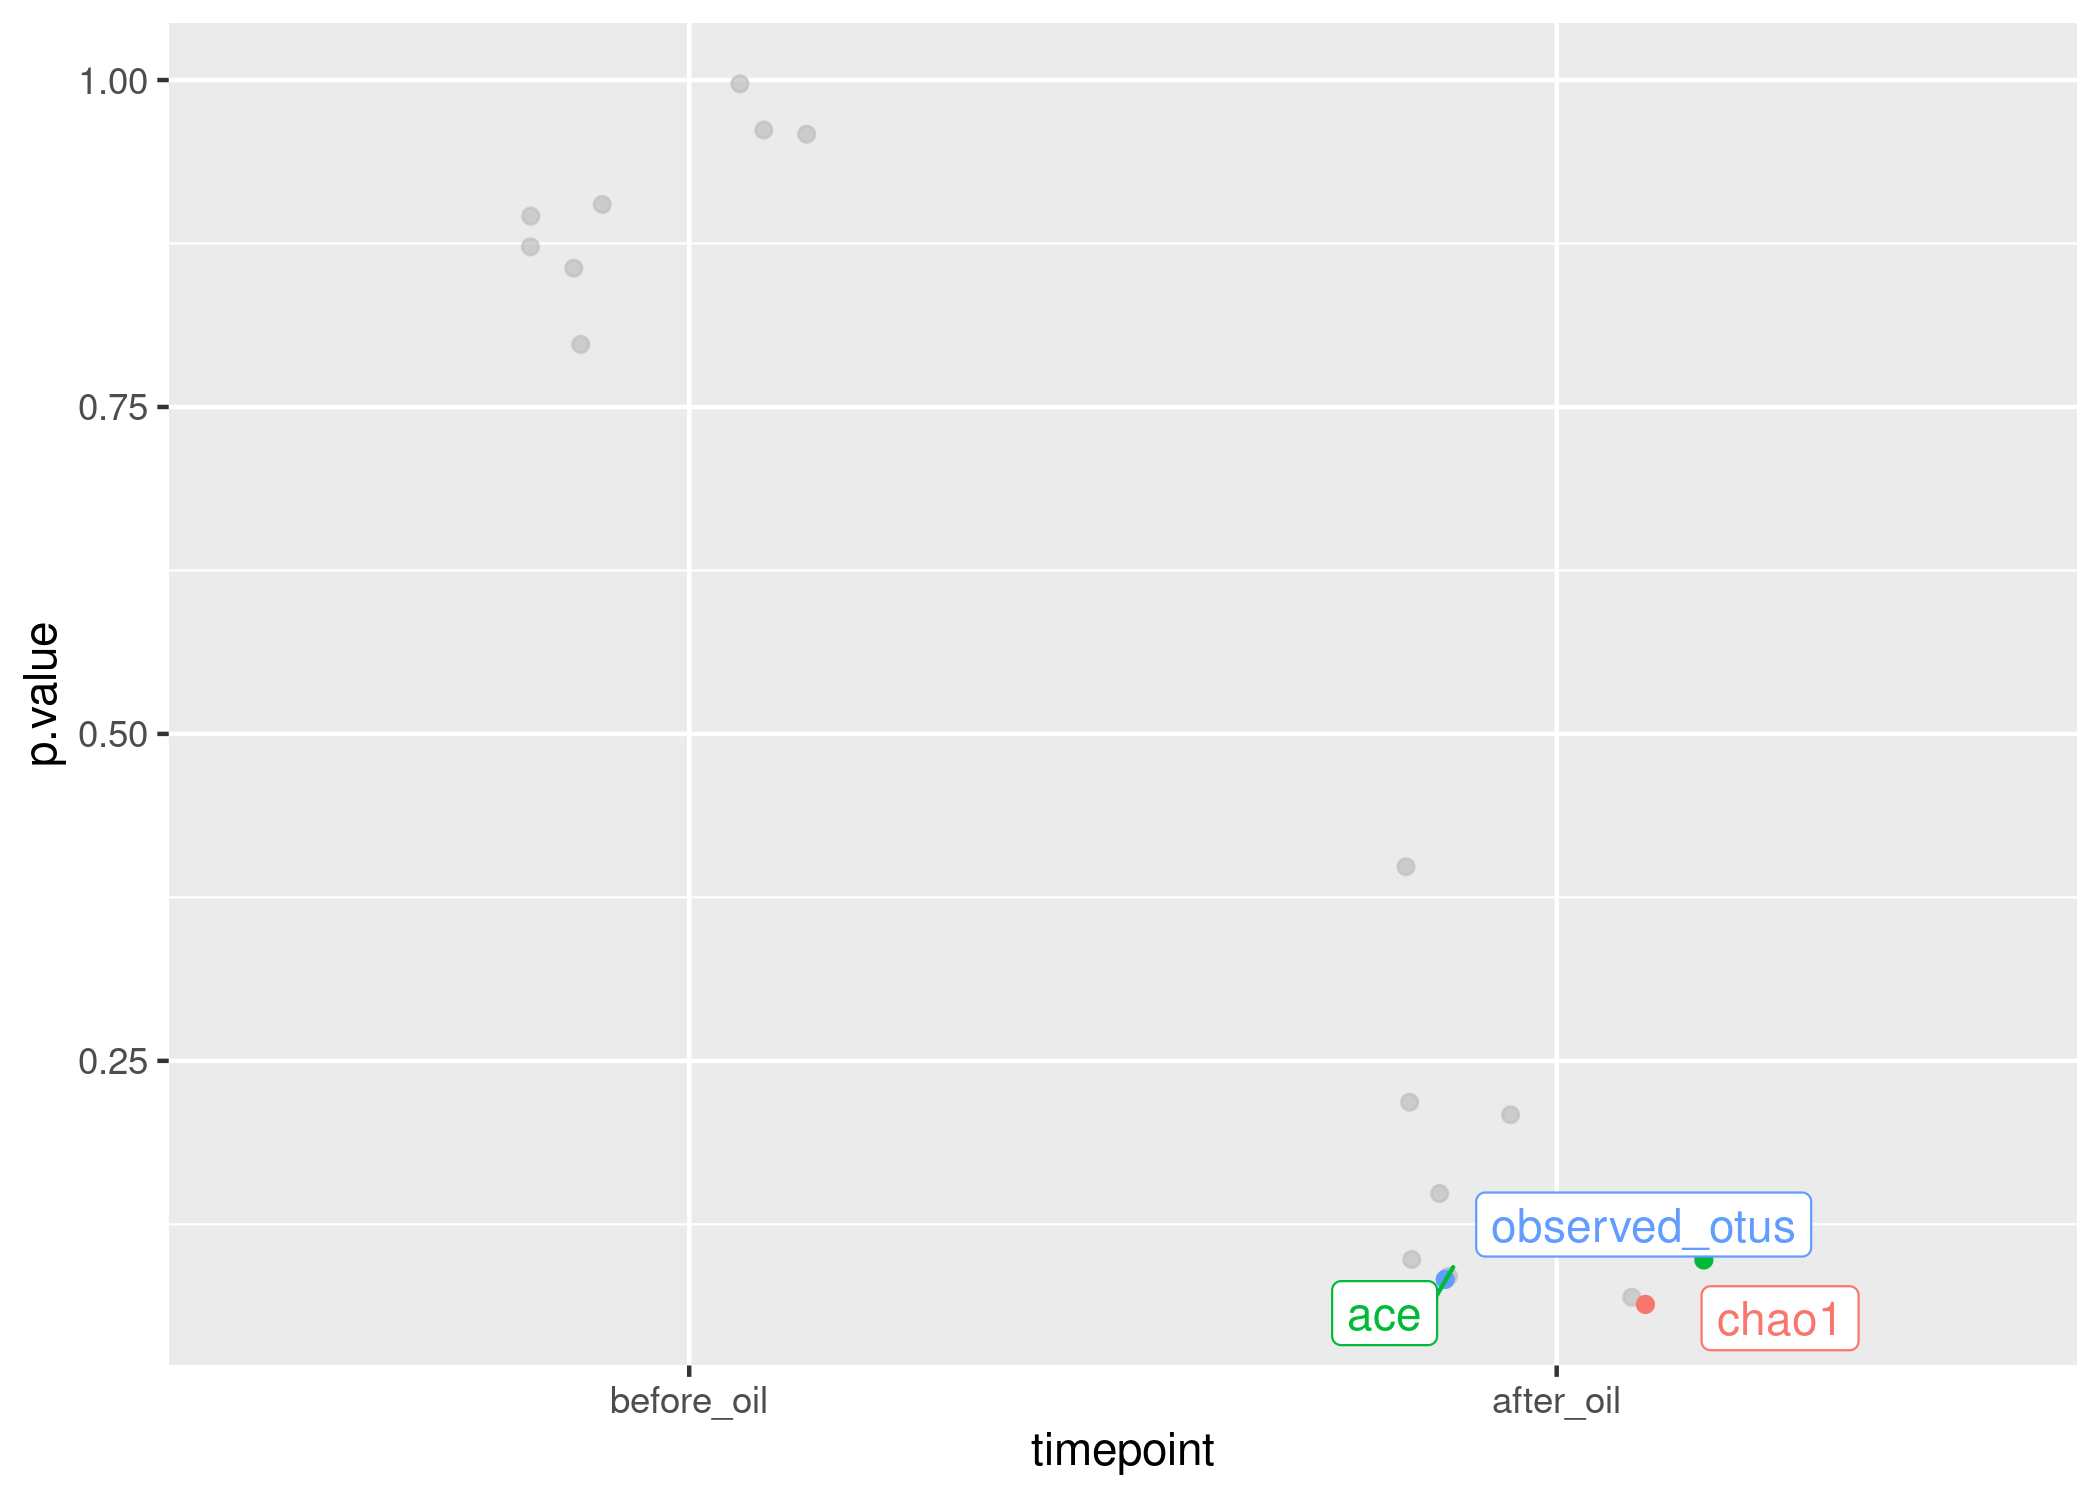 1.00
0.75
0.50
0.25
p.value
observed_otus
ace
chao1
before_oil
after_oil
timepoint